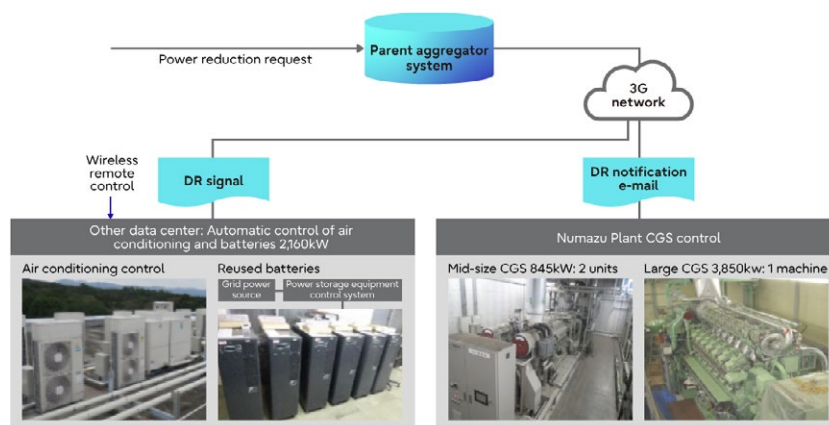 Power reduction request
Parent aggregator
system
3G
network
Wireless
remote
control
DR signal
DR notification
e-mail
Other data center: Automatic control of air
conditioning and batteries 2,160kW
Air conditioning control
Reused batteries
Grid power
source
Power storage equipment
control system
Numazu Plant CGS control
Mid-size CGS 845kW: 2 units
Large CGS 3,850kw: 1 machine